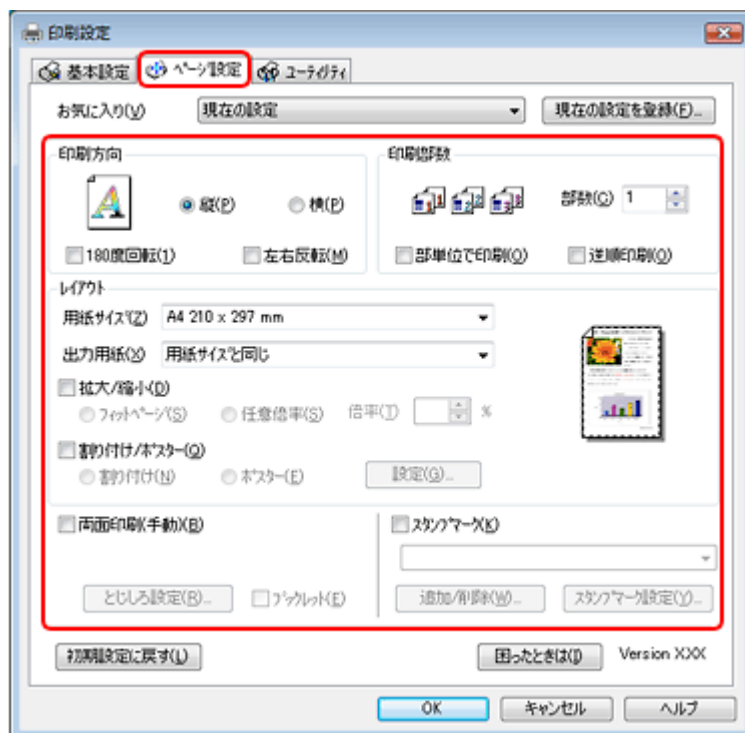 印刷設定
基本設定 ページ設定 ユーティリティ
お気に入り(V) 現在の設定 現在の設定を登録(F)...
印刷方向 印刷部数
縦(P) 横(P) 部数(C) 1
180度回転(1) 左右反転(M) 部単位で印刷(O) 逆順印刷(O)
レイアウト
用紙サイズ(Z) A4 210 x 297 mm
出力用紙(X) 用紙サイズと同じ
拡大/縮小(D)
フィットページ(S) 任意倍率(S) 倍率(T) %
割り付け/ポスター(Q)
割り付け(N) ポスター(E) 設定(G)...
両面印刷(手動)(B) スタンプマーク(K)
とじしろ設定(R)... ブックレット(E) 追加/削除(W)... スタンプマーク設定(Y)...
初期設定に戻す(L) 困ったときは(I) Version XXX
OK キャンセル ヘルプ